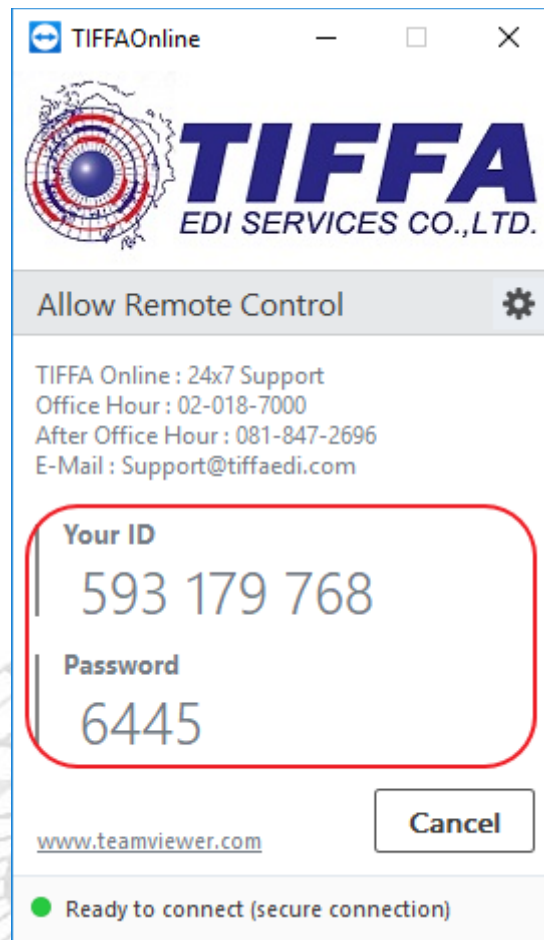 TIFFAOnline
TIFFA
EDI SERVICES CO.,LTD.
Allow Remote Control
TIFFA Online : 24x7 Support
Office Hour : 02-018-7000
After Office Hour : 081-847-2696
E-Mail : Support@tiffaedi.com
Your ID
593 179 768
Password
6445
www.teamviewer.com
Cancel
Ready to connect (secure connection)